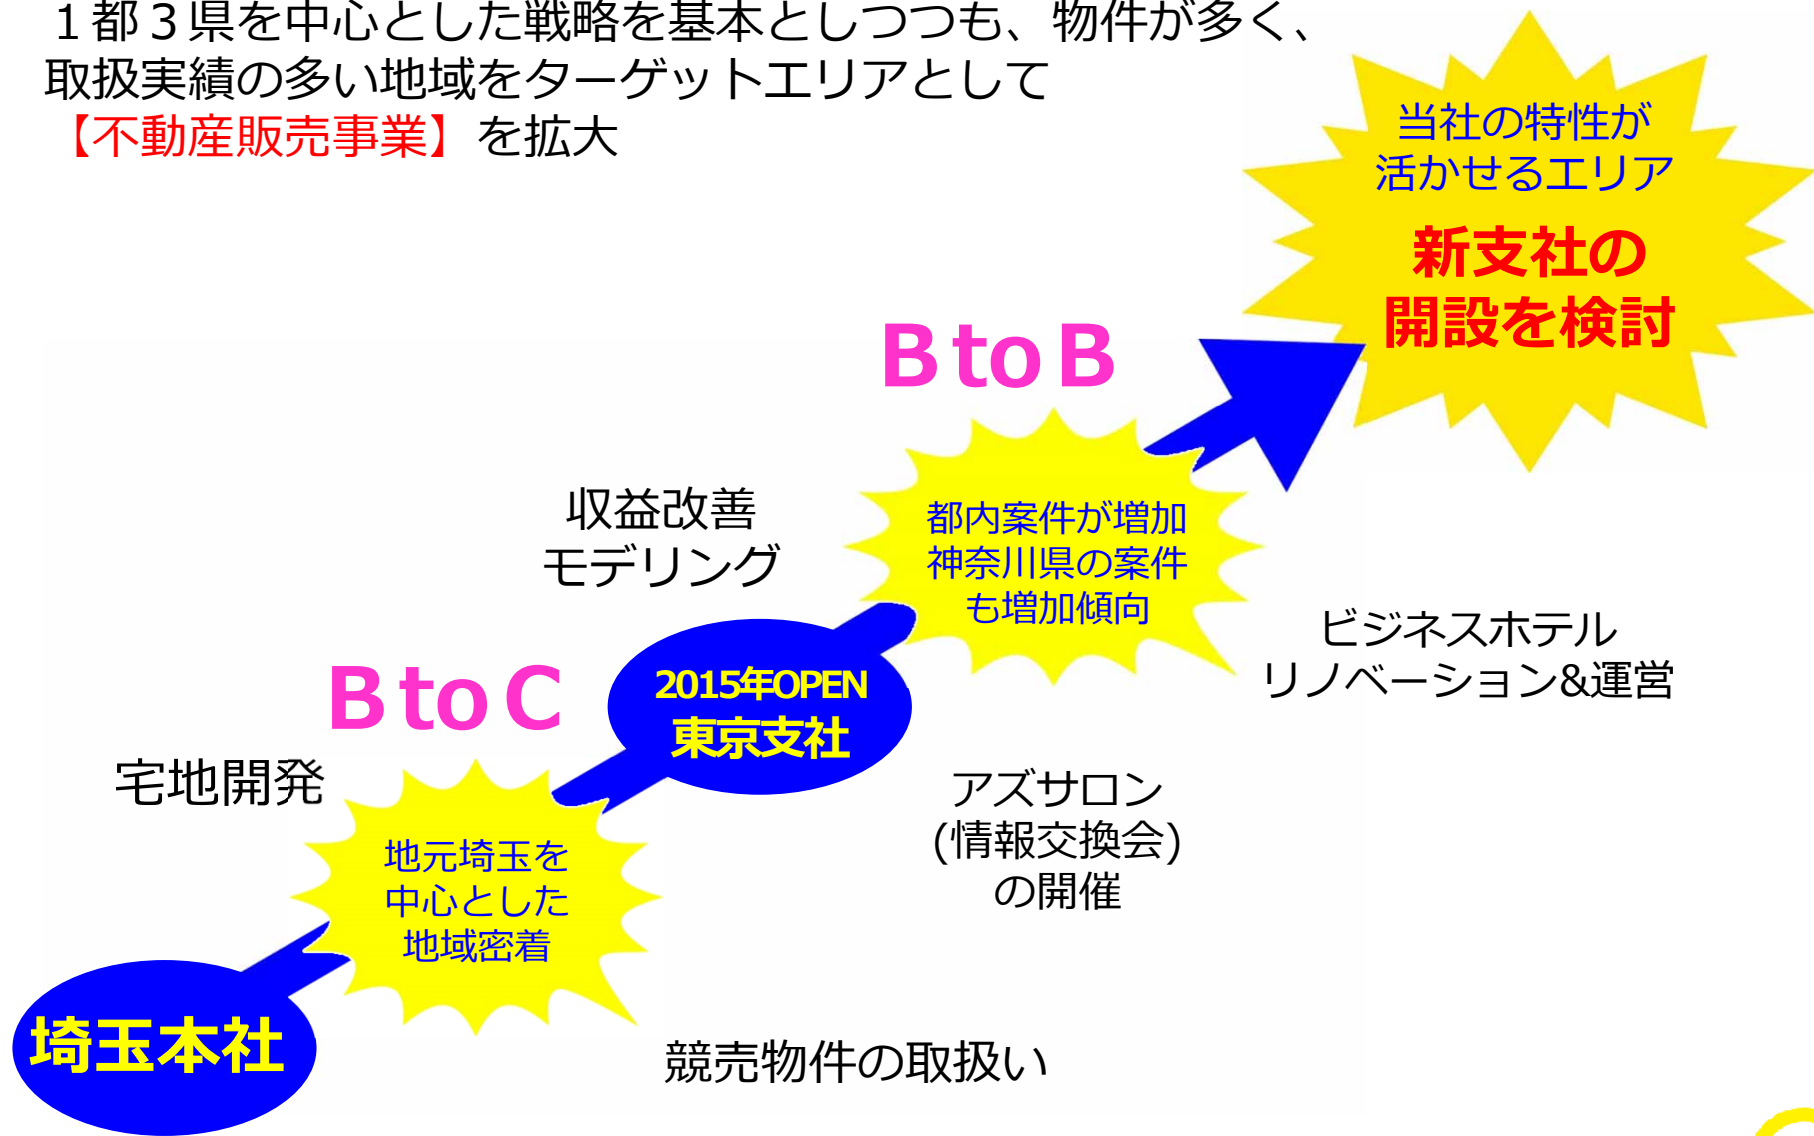 １都３県を中心とした戦略を基本としつつも、物件が多く、
取扱実績の多い地域をターゲットエリアとして
【不動産販売事業】を拡大
当社の特性が
活かせるエリア
新支社の
開設を検討
B to B
収益改善
モデリング
都内案件が増加
神奈川県の案件
も増加傾向
ビジネスホテル
リノベーション&運営
B to C
2015年OPEN
東京支社
宅地開発
アズサロン
(情報交換会)
の開催
地元埼玉を
中心とした
地域密着
埼玉本社
競売物件の取扱い